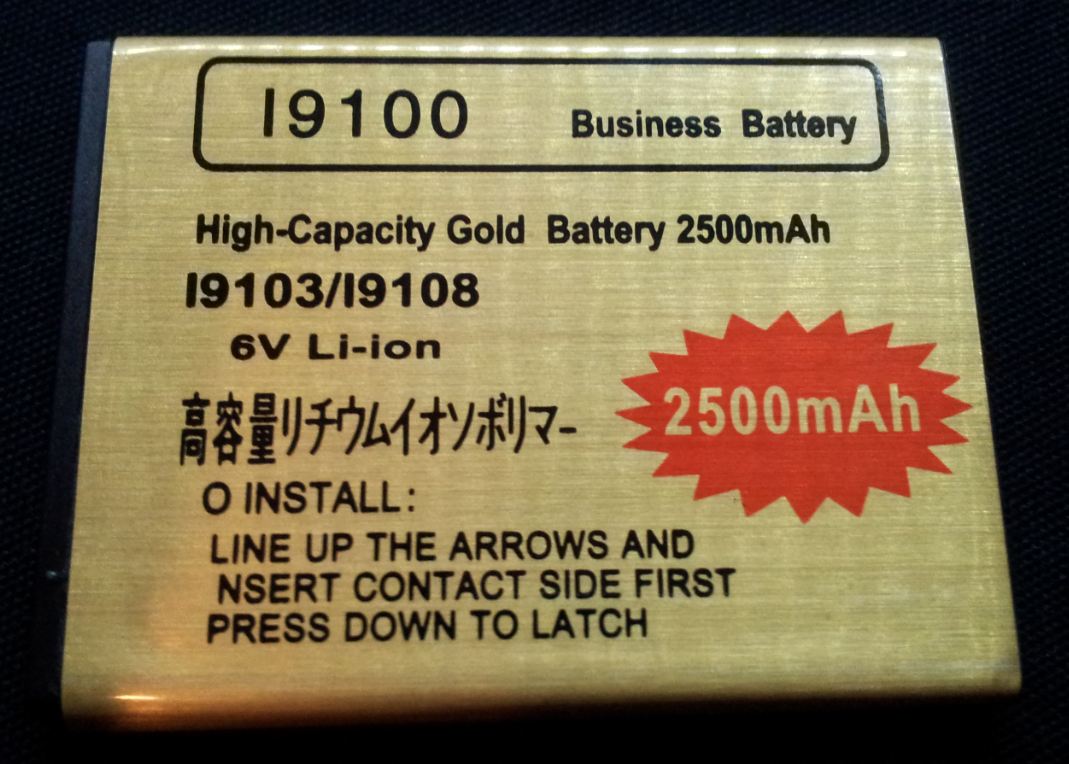 I9100 Business Battery
High-Capacity Gold Battery 2500mAh
I9103/I9108
6V Li-ion
2500mAh
高容量リチウムイオソボリマー
O INSTALL:
LINE UP THE ARROWS AND
NSERT CONTACT SIDE FIRST
PRESS DOWN TO LATCH